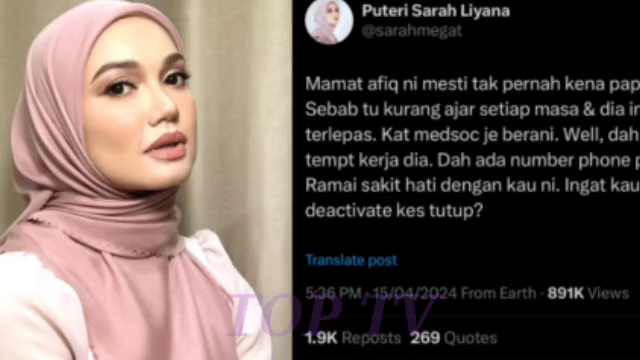 Puteri Sarah Liyana
@sarahmegat
Mamat afiq ni mesti tak pernah kena pap
Sebab tu kurang ajar setiap masa & dia in
terlepas. Kat medsoc je berani. Well, dah
tempt kerja dia. Dah ada number phone p
Ramai sakit hati dengan kau ni. Ingat kau
deactivate kes tutup?
Translate post
5:36 PM · 15/04/2024 From Earth · 891K Views
1.9K Reposts 269 Quotes
TOP TV